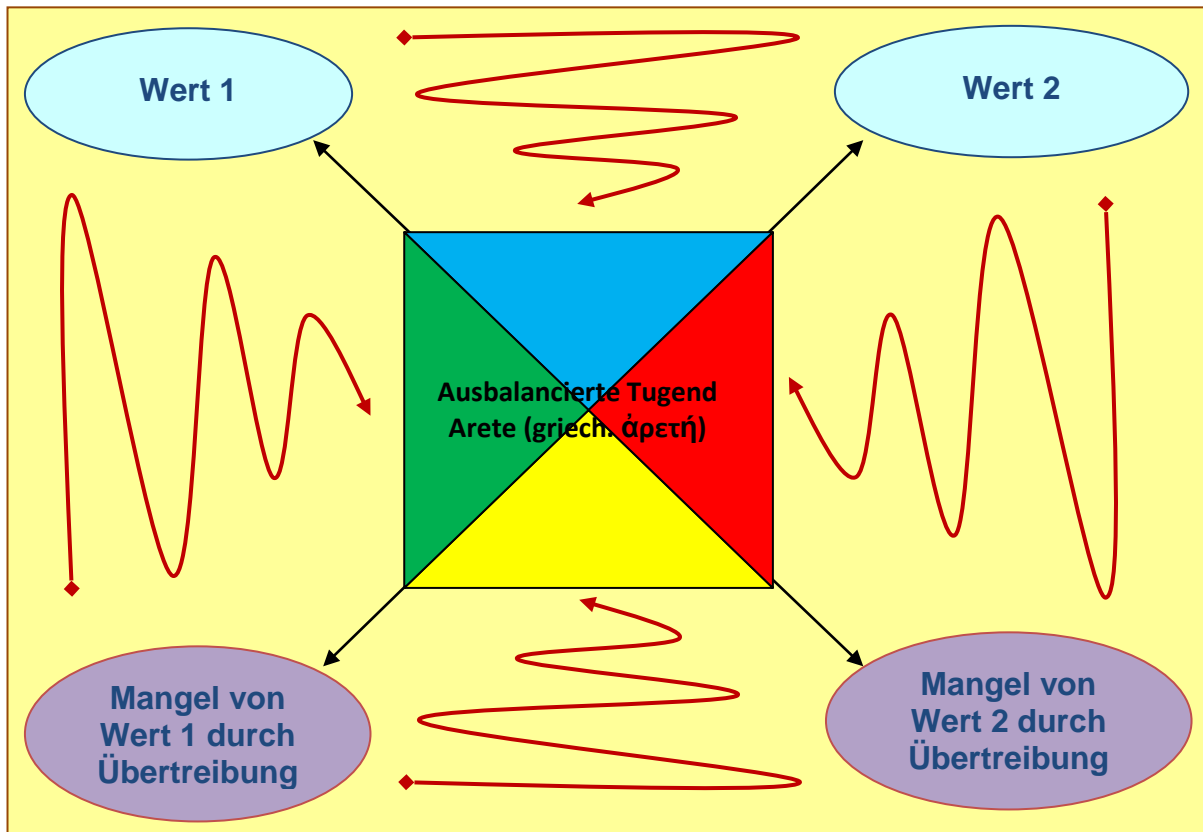 Wert 1
Wert 2
Ausbalancierte Tugend
Arete (griech. ἀρετή)
Mangel von
Wert 1 durch
Übertreibung
Mangel von
Wert 2 durch
Übertreibung